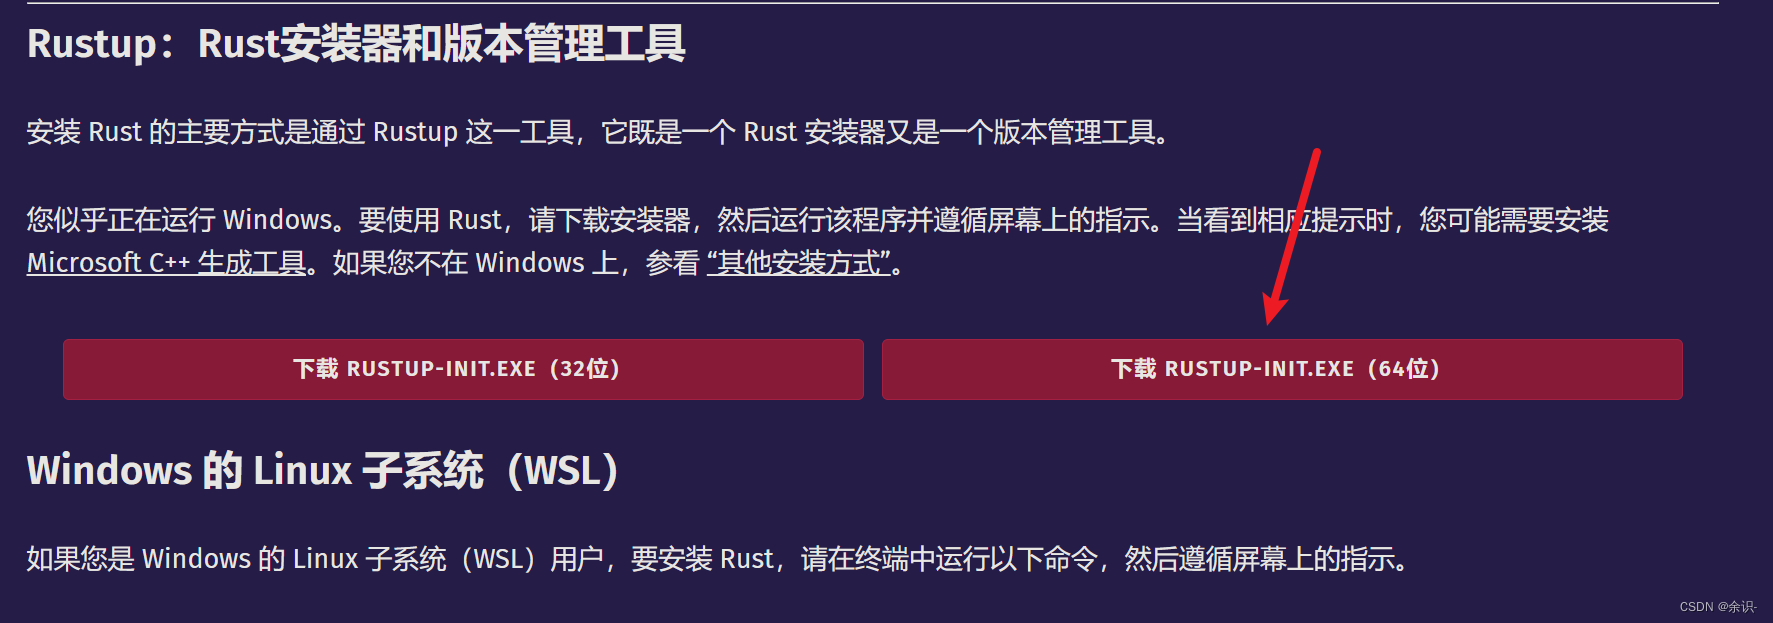 Rustup：Rust安装器和版本管理工具
安装 Rust 的主要方式是通过 Rustup 这一工具，它既是一个 Rust 安装器又是一个版本管理工具。
您似乎正在运行 Windows。要使用 Rust，请下载安装器，然后运行该程序并遵循屏幕上的指示。当看到相应提示时，您可能需要安装
Microsoft C++ 生成工具。如果您不在 Windows 上，参看 “其他安装方式”。
下载 RUSTUP-INIT.EXE（32位）
下载 RUSTUP-INIT.EXE（64位）
Windows 的 Linux 子系统（WSL）
如果您是 Windows 的 Linux 子系统（WSL）用户，要安装 Rust，请在终端中运行以下命令，然后遵循屏幕上的指示。
CSDN @余识-